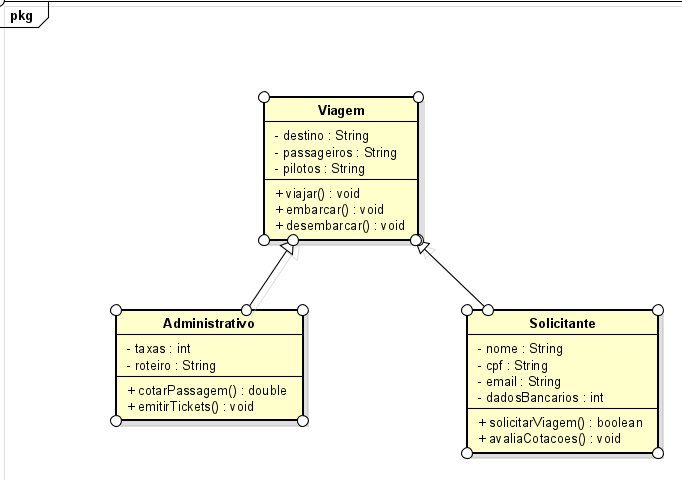 pkg
Viagem
- destino : String
- passageiros : String
- pilotos : String
+ viajar() : void
+ embarcar() : void
+ desembarcar() : void
Administrativo
- taxas : int
- roteiro : String
+ cotarPassagem() : double
+ emitirTickets() : void
Solicitante
- nome : String
- cpf : String
- email : String
- dadosBancarios : int
+ solicitarViagem() : boolean
+ avaliaCotacoes() : void